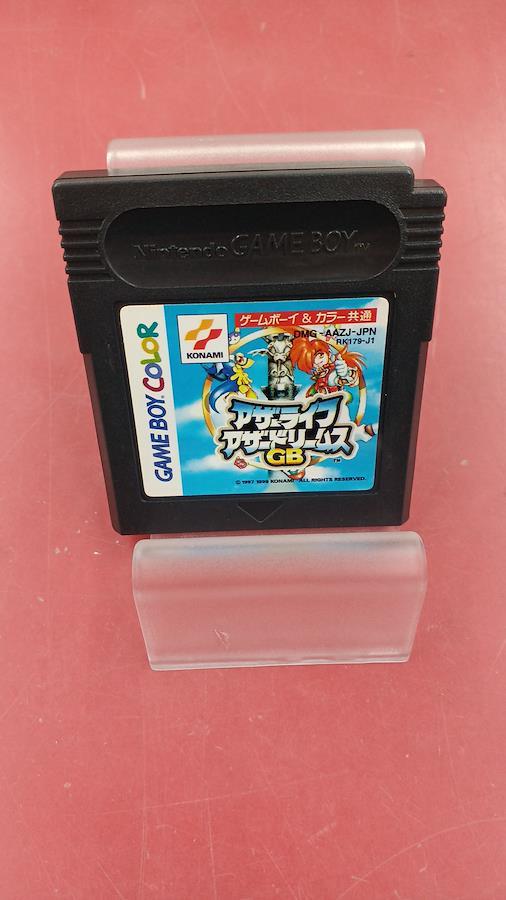 Nintendo GAME BOY TM
ゲームボーイ & カラー共通
DMG-AAZJ-JPN
RK179-J1
KONAMI
GAME BOY COLOR
アザーライフ
アザードリームス
GB TM
© 1997 1999 KONAMI ALL RIGHTS RESERVED.